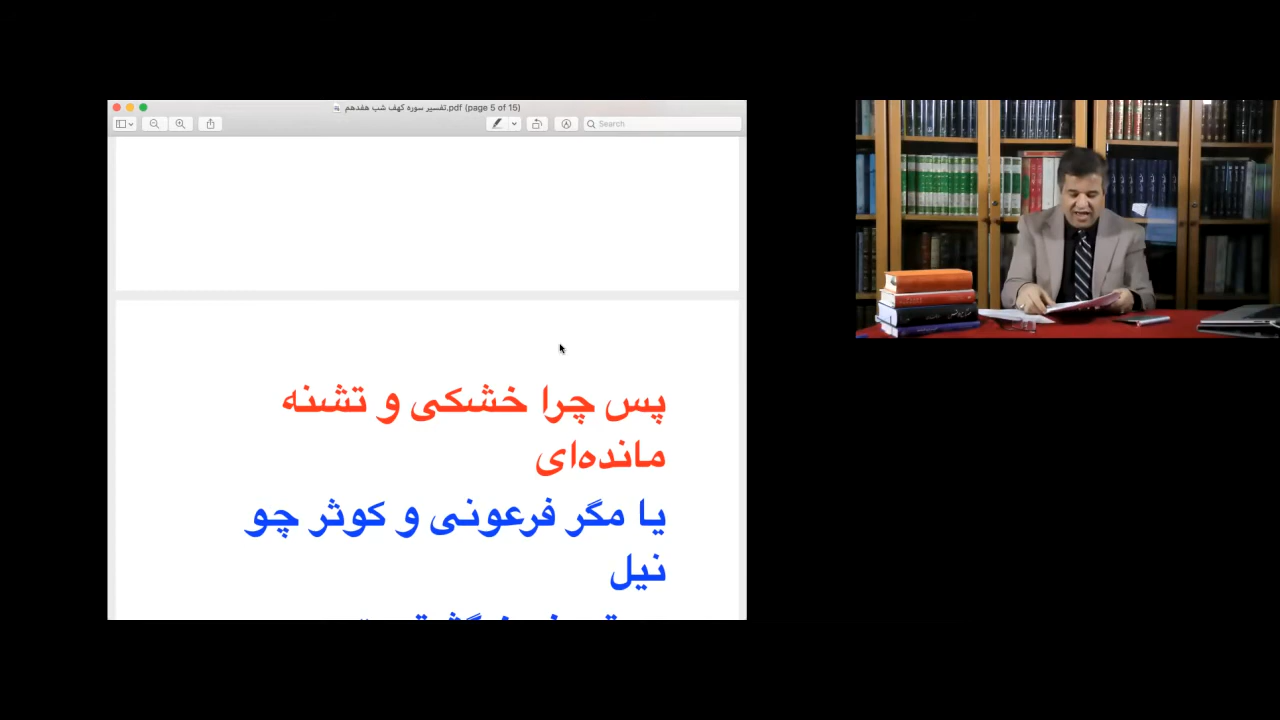 تفسیر سوره کهف شب هفدهم.pdf (page 5 of 15)
Search
پس چرا خشکی و تشنه
مانده‌ای
یا مگر فرعونی و کوثر چو
نیل